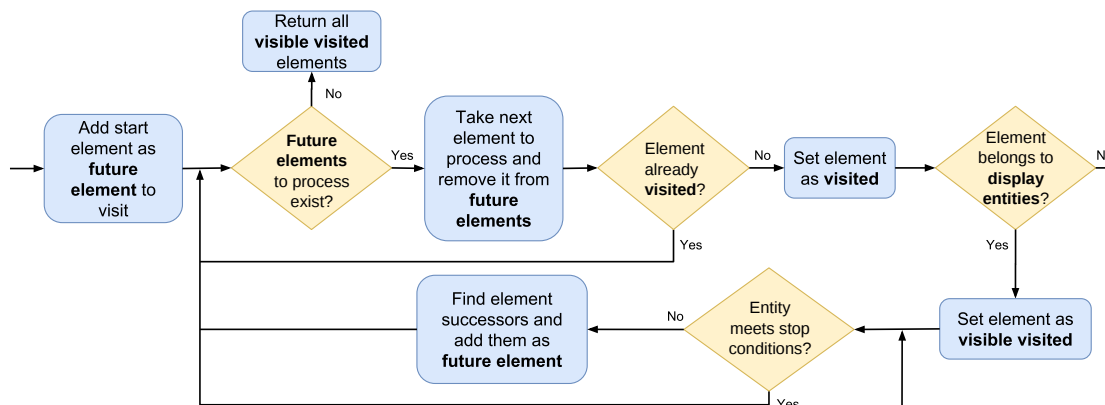 Return all
visible visited
elements
No
Add start
element as
future
element to
visit
Future
elements
to process
exist?
Yes
Take next
element to
process and
remove it from
future
elements
Element
already
visited?
No
Yes
Set element
as visited
Element
belongs to
display
entities?
N
Yes
Set element as
visible visited
Entity
meets stop
conditions?
No
Yes
Find element
successors and
add them as
future element